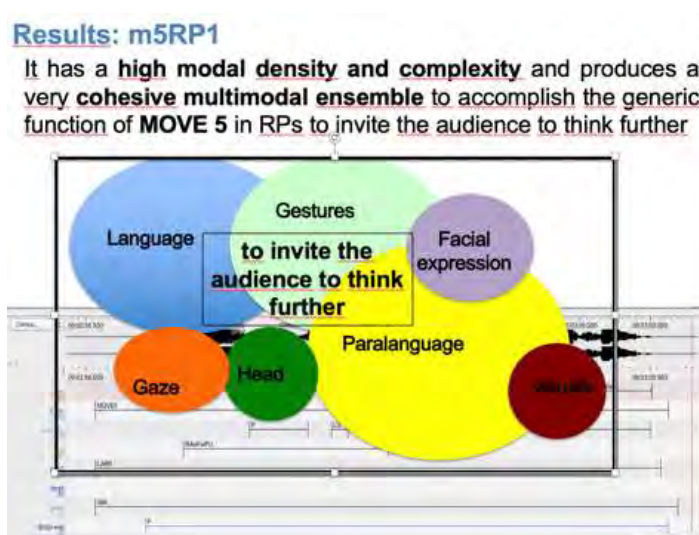 Results: m5RP1
It has a high modal density and complexity and produces a
very cohesive multimodal ensemble to accomplish the generic
function of MOVE 5 in RPs to invite the audience to think further
Gestures
Language
Facial
expression
to invite the
audience to think
further
Paralanguage
Head
Gaze